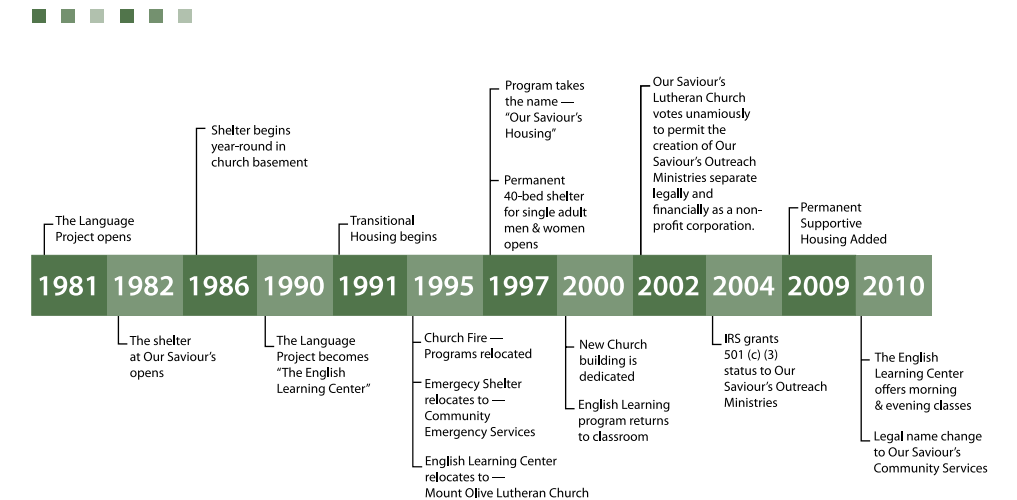 Program takes
the name —
"Our Saviour's
Housing"
Our Saviour's
Lutheran Church
votes unamiously
to permit the
creation of Our
Saviour's Outreach
Ministries separate
legally and
financially as a non-
profit corporation.
Shelter begins
year-round in
church basement
Permanent
40-bed shelter
for single adult
men & women
opens
The Language
Project opens
Transitional
Housing begins
Permanent
Supportive
Housing Added
1981 1982 1986 1990 1991 1995 1997 2000 2002 2004 2009 2010
The shelter
at Our Saviour's
opens
The Language
Project becomes
"The English
Learning Center"
Church Fire —
Programs relocated
Emergecy Shelter
relocates to —
Community
Emergency Services
English Learning Center
relocates to —
Mount Olive Lutheran Church
New Church
building is
dedicated
English Learning
program returns
to classroom
IRS grants
501 (c) (3)
status to Our
Saviour's Outreach
Ministries
The English
Learning Center
offers morning
& evening classes
Legal name change
to Our Saviour's
Community Services